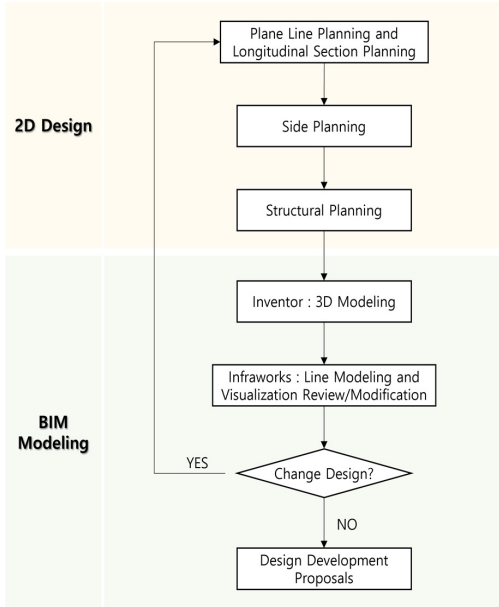 2D Design
Plane Line Planning and
Longitudinal Section Planning
Side Planning
Structural Planning
BIM
Modeling
Inventor : 3D Modeling
Infraworks : Line Modeling and
Visualization Review/Modification
Change Design?
YES
NO
Design Development
Proposals